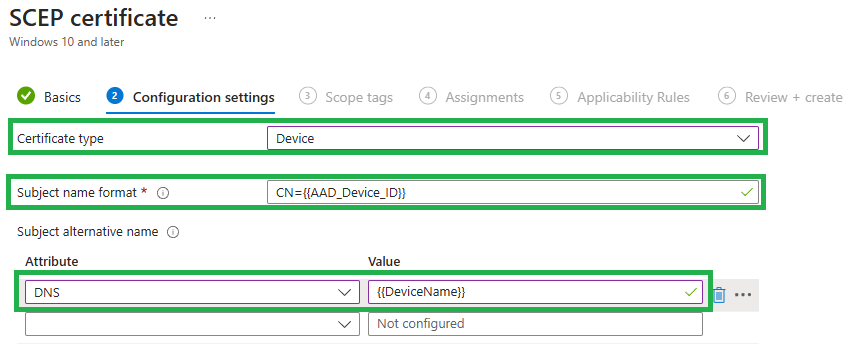 SCEP certificate ...
Windows 10 and later
Basics 2 Configuration settings 3 Scope tags 4 Assignments 5 Applicability Rules 6 Review + create
Certificate type Device
Subject name format * CN={{AAD_Device_ID}}
Subject alternative name
Attribute Value
DNS {{DeviceName}}
Not configured